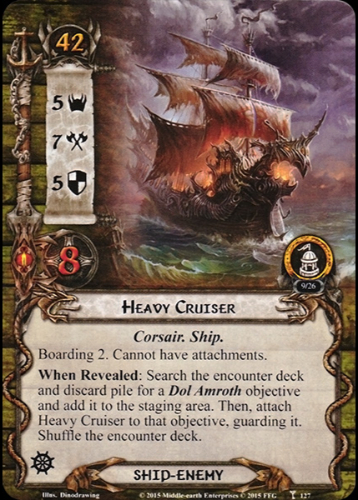 42
5
7
5
8
9/26
Heavy Cruiser
Corsair. Ship.
Boarding 2. Cannot have attachments.
When Revealed: Search the encounter deck
and discard pile for a Dol Amroth objective
and add it to the staging area. Then, attach
Heavy Cruiser to that objective, guarding it.
Shuffle the encounter deck.
SHIP-ENEMY
Illus. Dinodrawing © 2015 Middle-earth Enterprises © 2015 FFG 127